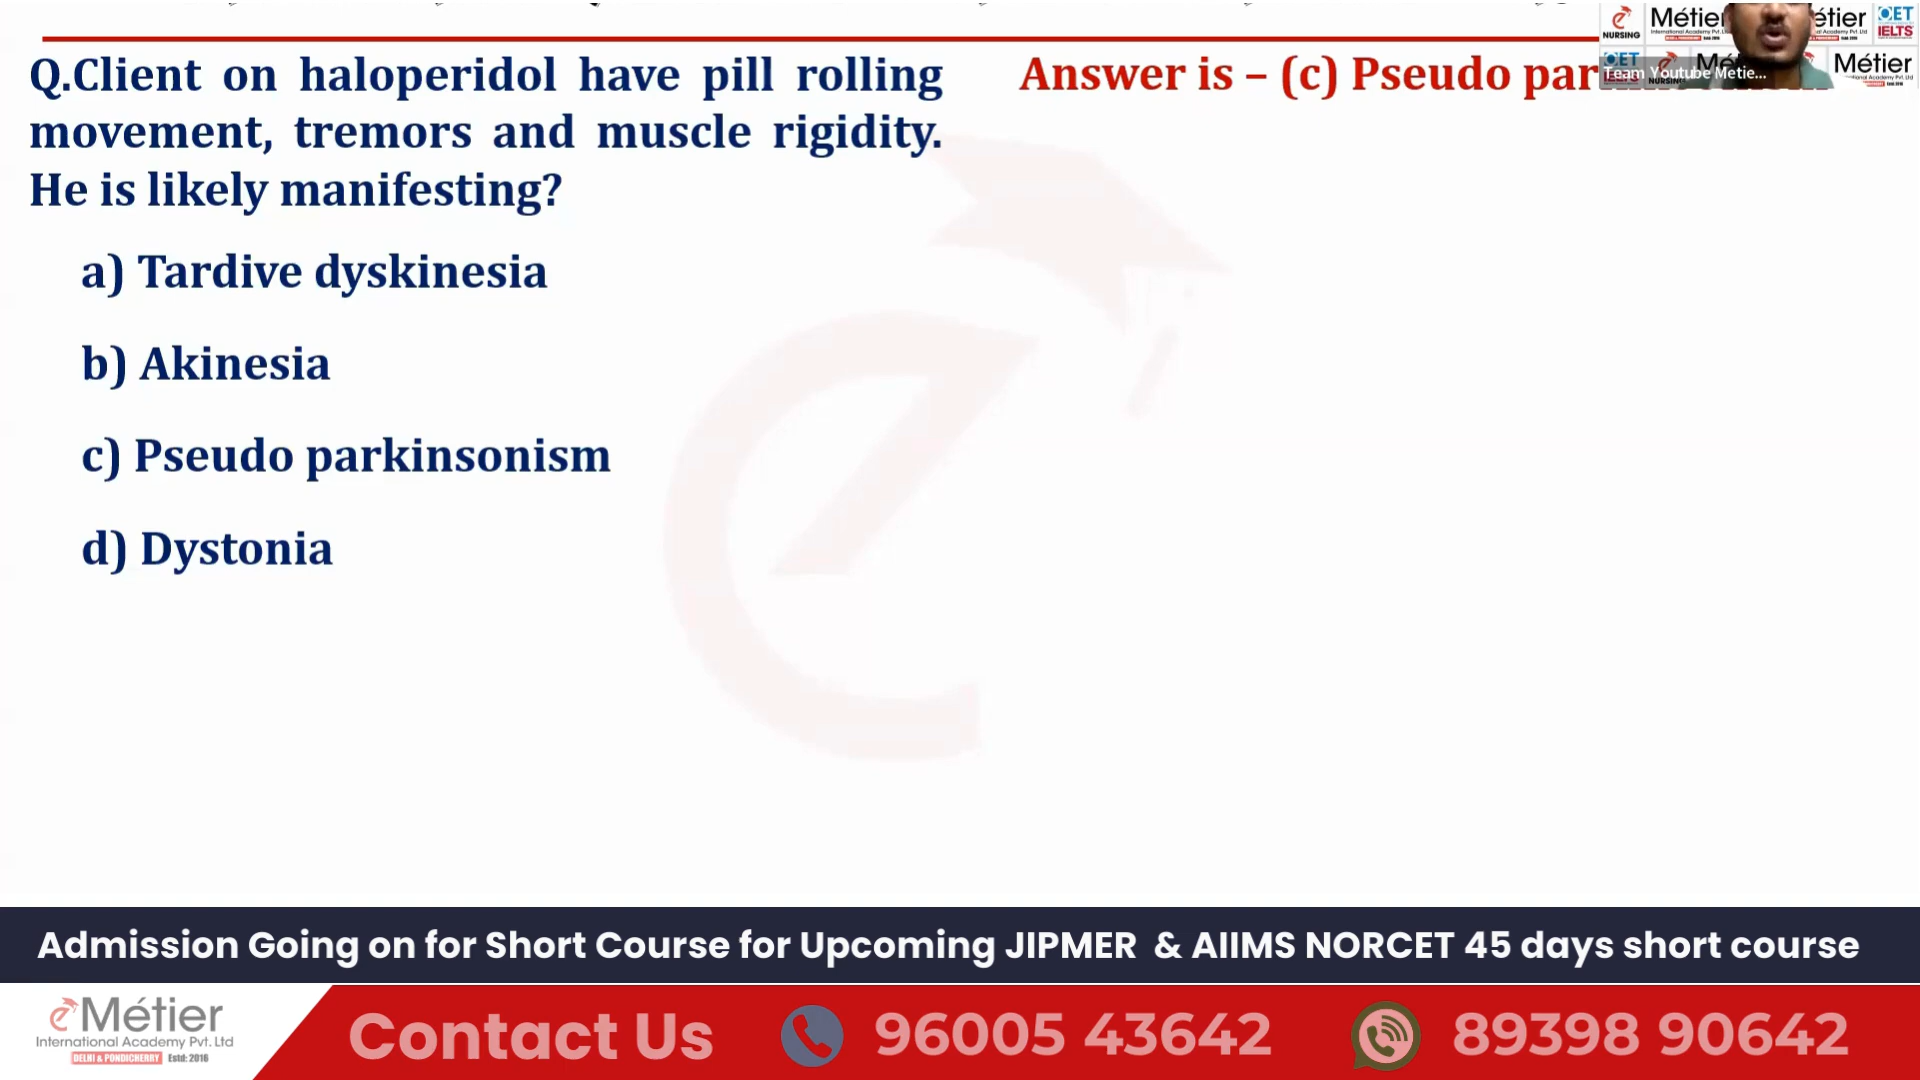 Q.Client on haloperidol have pill rolling
movement, tremors and muscle rigidity.
He is likely manifesting?
a) Tardive dyskinesia
b) Akinesia
c) Pseudo parkinsonism
d) Dystonia
Answer is – (c) Pseudo par
NURSING
Métier
étier
OET
IELTS
Team Youtube Metie...
Métier
Admission Going on for Short Course for Upcoming JIPMER & AIIMS NORCET 45 days short course
eMétier
International Academy Pvt. Ltd
DELHI & PONDICHERRY Estd: 2016
Contact Us
96005 43642
89398 90642